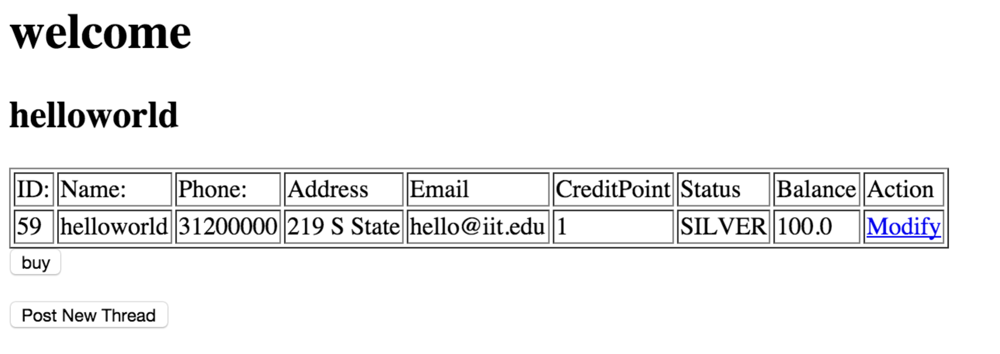 welcome
helloworld
ID: Name: Phone: Address Email CreditPoint Status Balance Action
59 helloworld 31200000 219 S State hello@iit.edu 1 SILVER 100.0 Modify
buy
Post New Thread